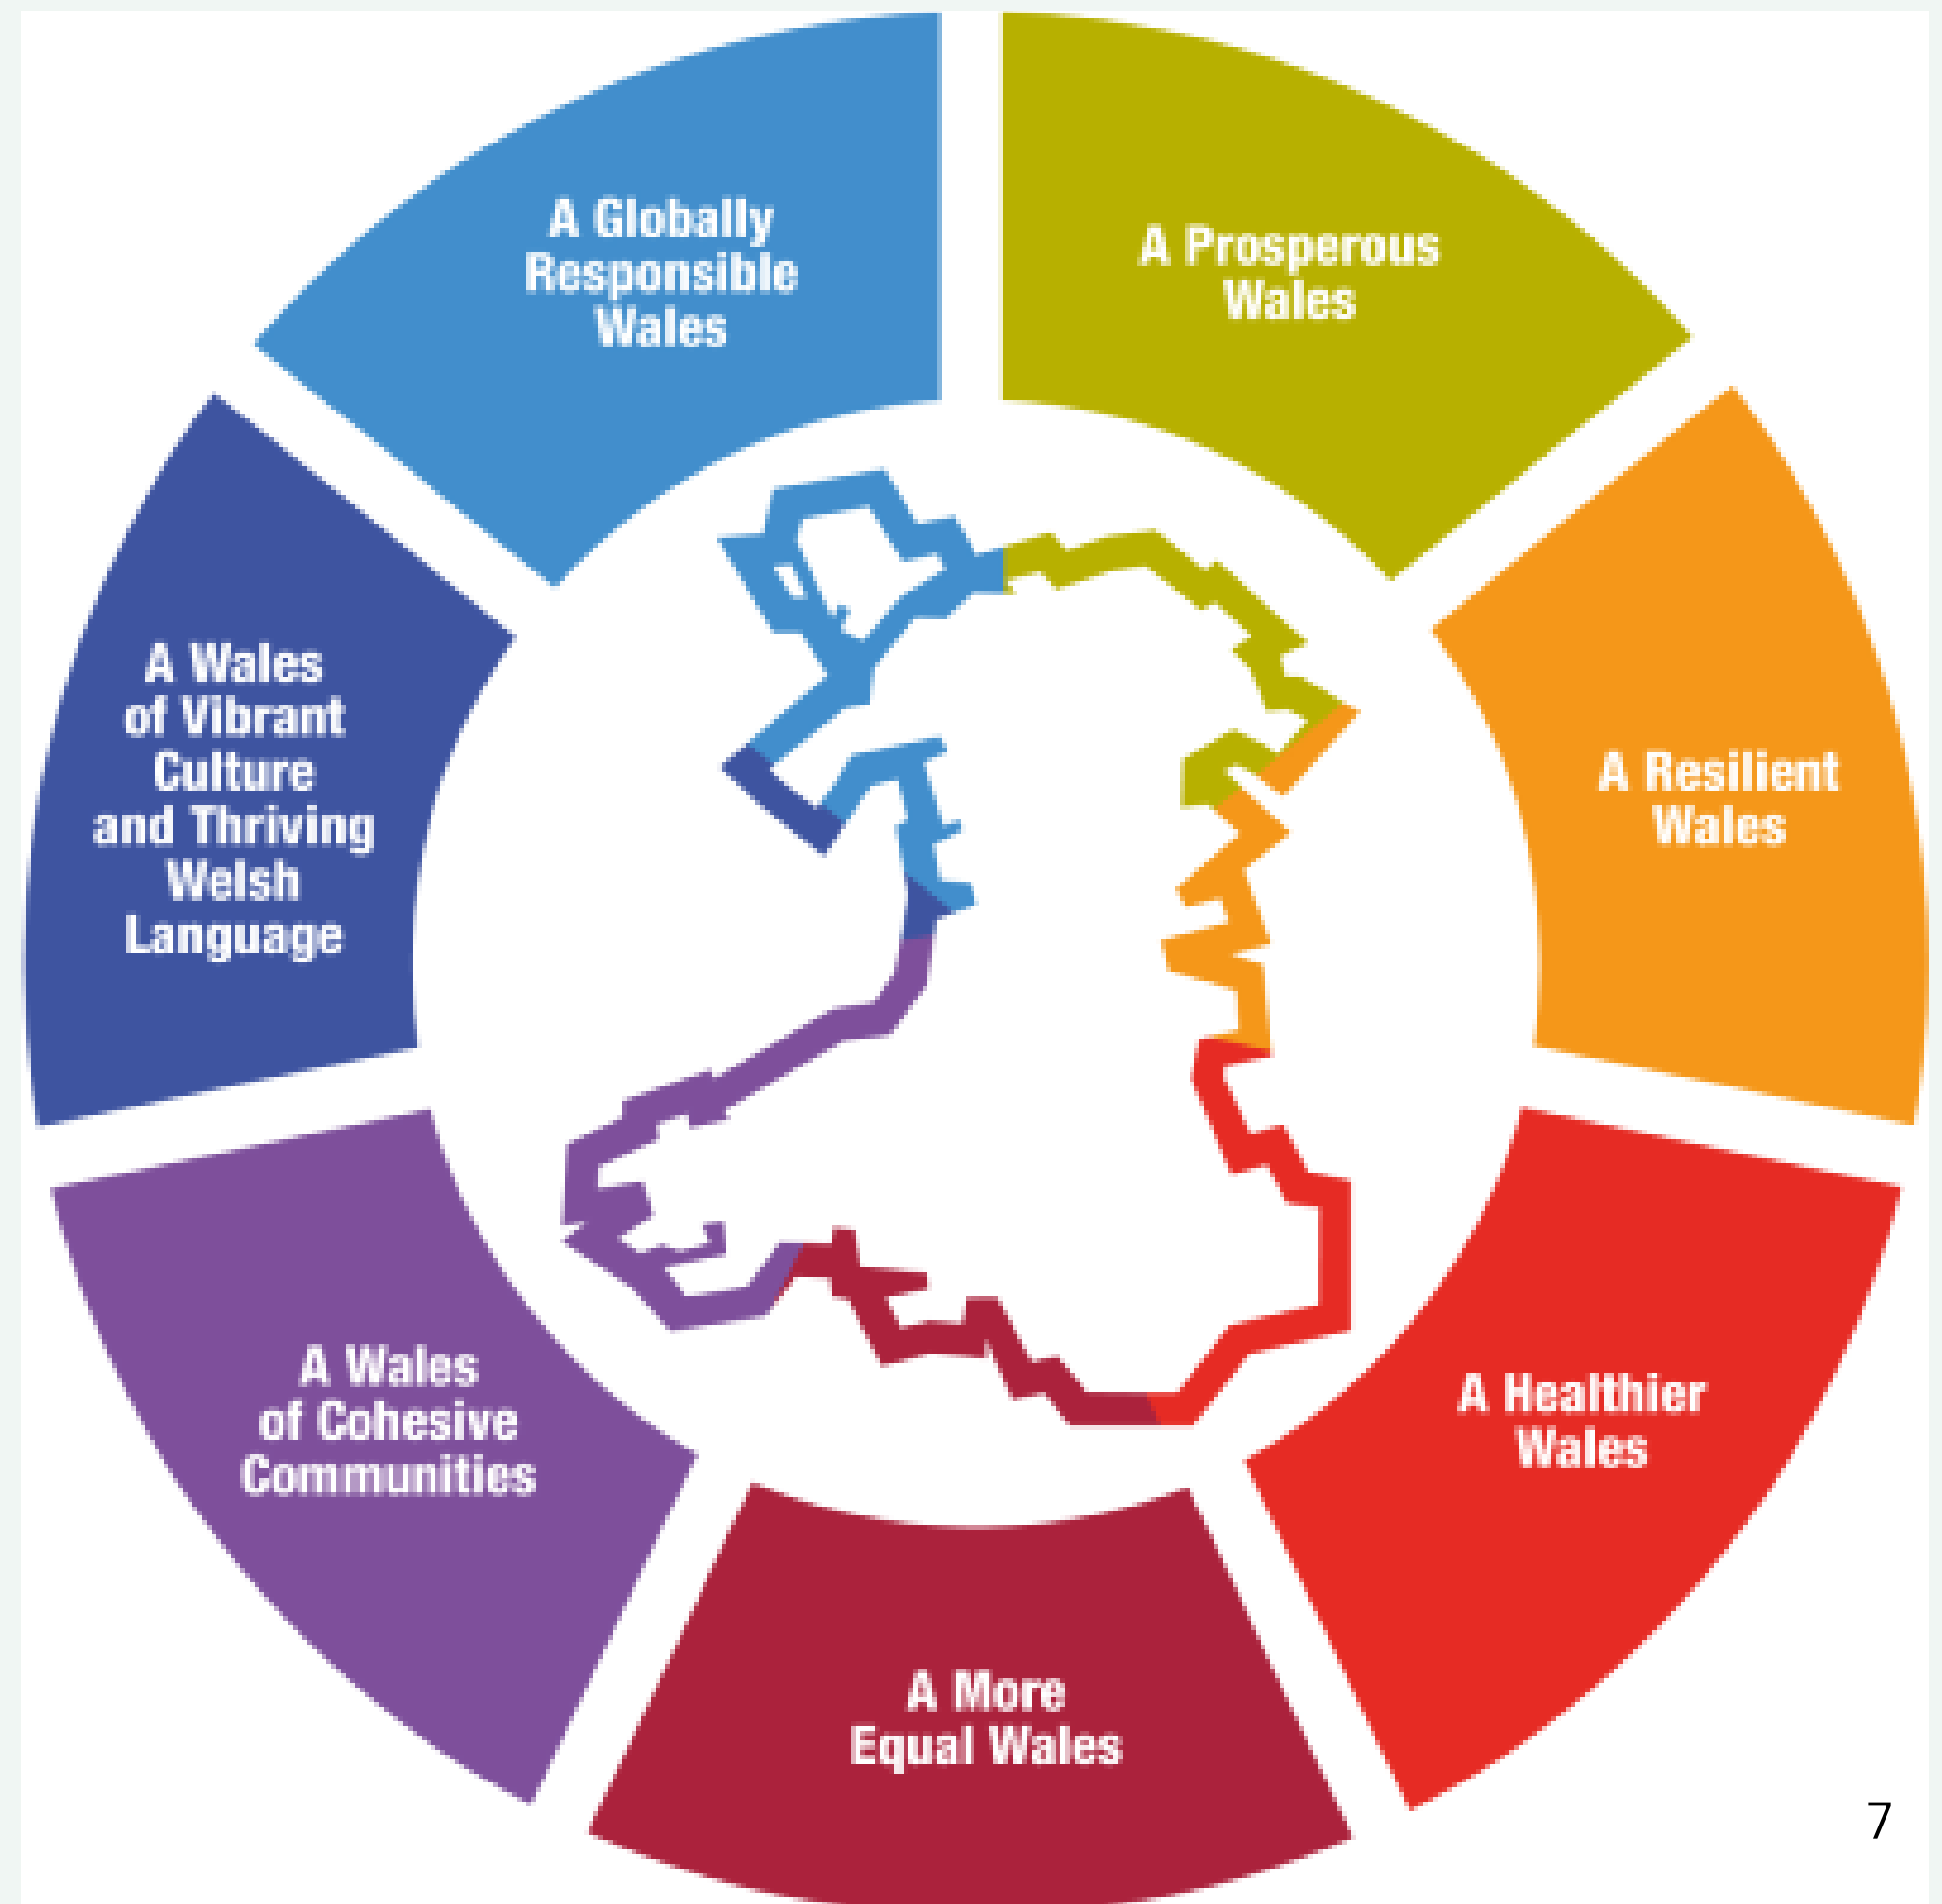 A Globally
Responsible
Wales
A Prosperous
Wales
A Resilient
Wales
A Healthier
Wales
A More
Equal Wales
A Wales
of Cohesive
Communities
A Wales
of Vibrant
Culture
and Thriving
Welsh
Language
7